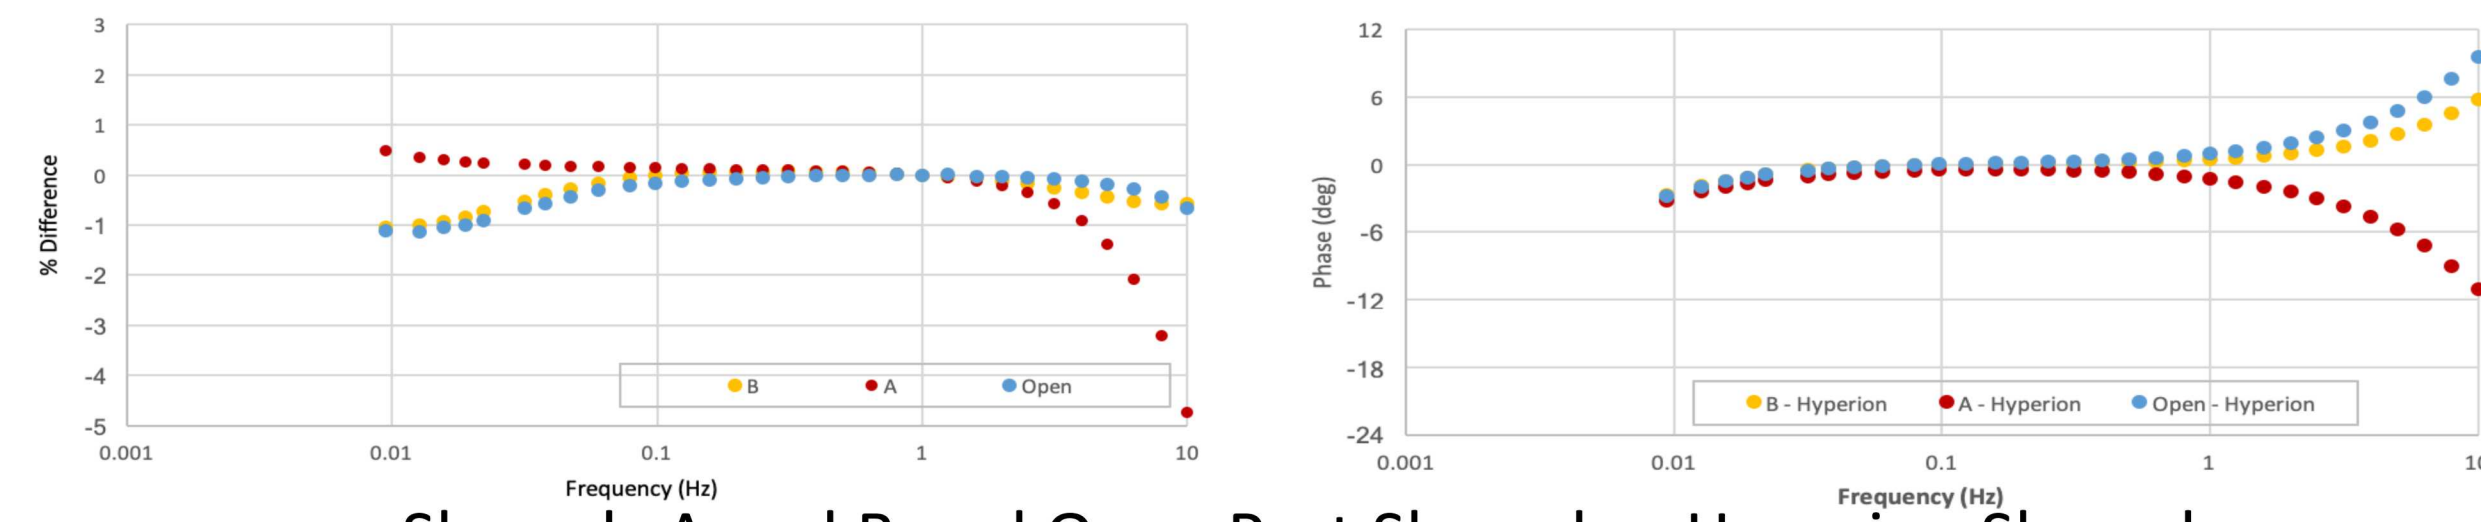 3
2
1
0
-1
-2
-3
-4
-5
% Difference
B A Open
0.001 0.01 0.1 1 10
Frequency (Hz)
12
6
0
-6
-12
-18
-24
Phase (deg)
B - Hyperion A - Hyperion Open - Hyperion
0.001 0.01 0.1 1
Frequency (Hz)